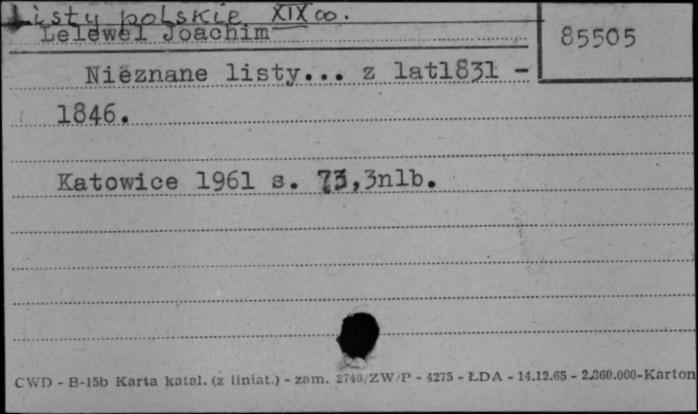 Listy polskie XIX
Lelewel Joachim
85505
Nieznane listy... z lat1831 -
1846.
Katowice 1961 s. 73,3nlb.
CWD - B-15b Karta katal. (z liniat.) - zam. 2740/ZW/P - 4275 - ŁDA - 14.12.65 - 2.360.000-Karton